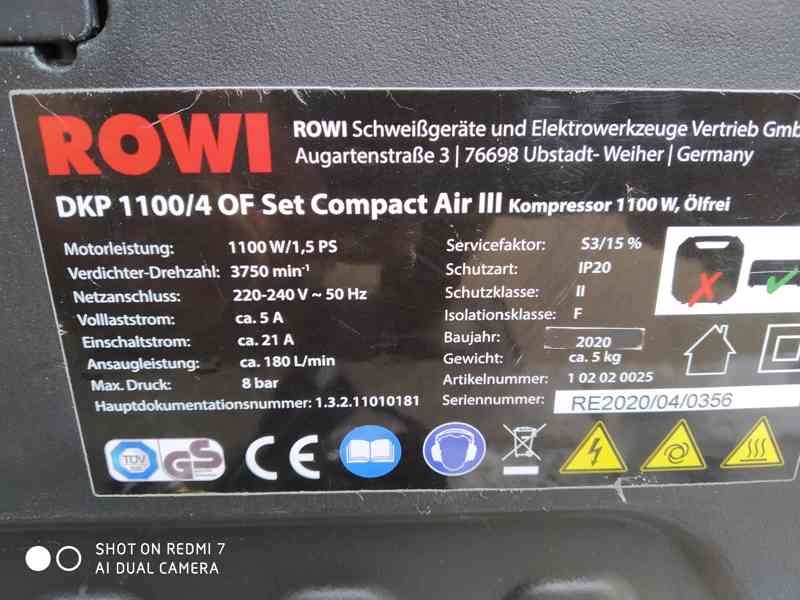 ROWI
ROWI Schweißgeräte und Elektrowerkzeuge Vertrieb Gmb
Augartenstraße 3 | 76698 Ubstadt- Weiher | Germany
DKP 1100/4 OF Set Compact Air III Kompressor 1100 W, Ölfrei
Motorleistung: 1100 W/1,5 PS
Verdichter-Drehzahl: 3750 min⁻¹
Netzanschluss: 220-240 V ~ 50 Hz
Volllaststrom: ca. 5 A
Einschaltstrom: ca. 21 A
Ansaugleistung: ca. 180 L/min
Max. Druck: 8 bar
Hauptdokumentationsnummer: 1.3.2.11010181
Servicefaktor: S3/15 %
Schutzart: IP20
Schutzklasse: II
Isolationsklasse: F
Baujahr: 2020
Gewicht: ca. 5 kg
Artikelnummer: 1 02 02 0025
Seriennummer: RE2020/04/0356
TÜV GS CE
SHOT ON REDMI 7
AI DUAL CAMERA